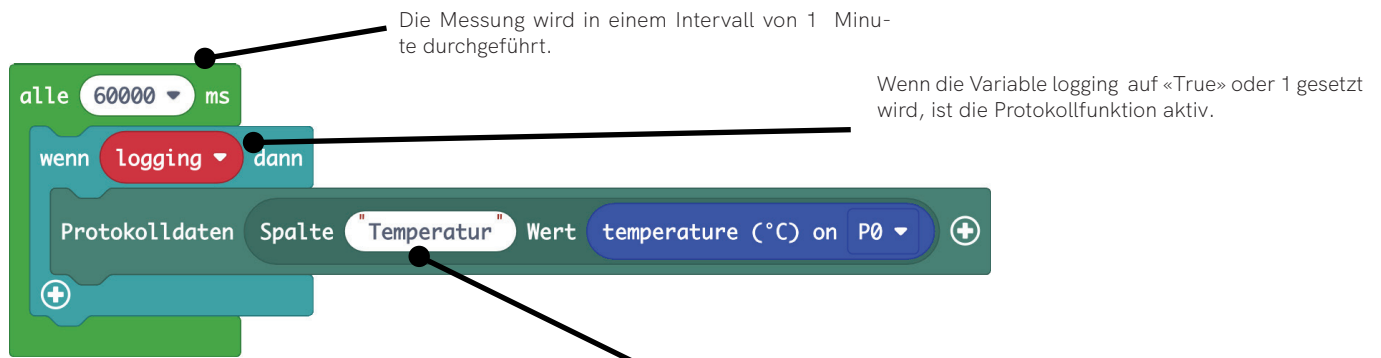 Die Messung wird in einem Intervall von 1 Minu-
te durchgeführt.
alle 60000 ms
Wenn die Variable logging auf «True» oder 1 gesetzt
wird, ist die Protokollfunktion aktiv.
wenn logging dann
Protokolldaten Spalte "Temperatur" Wert temperature (°C) on P0